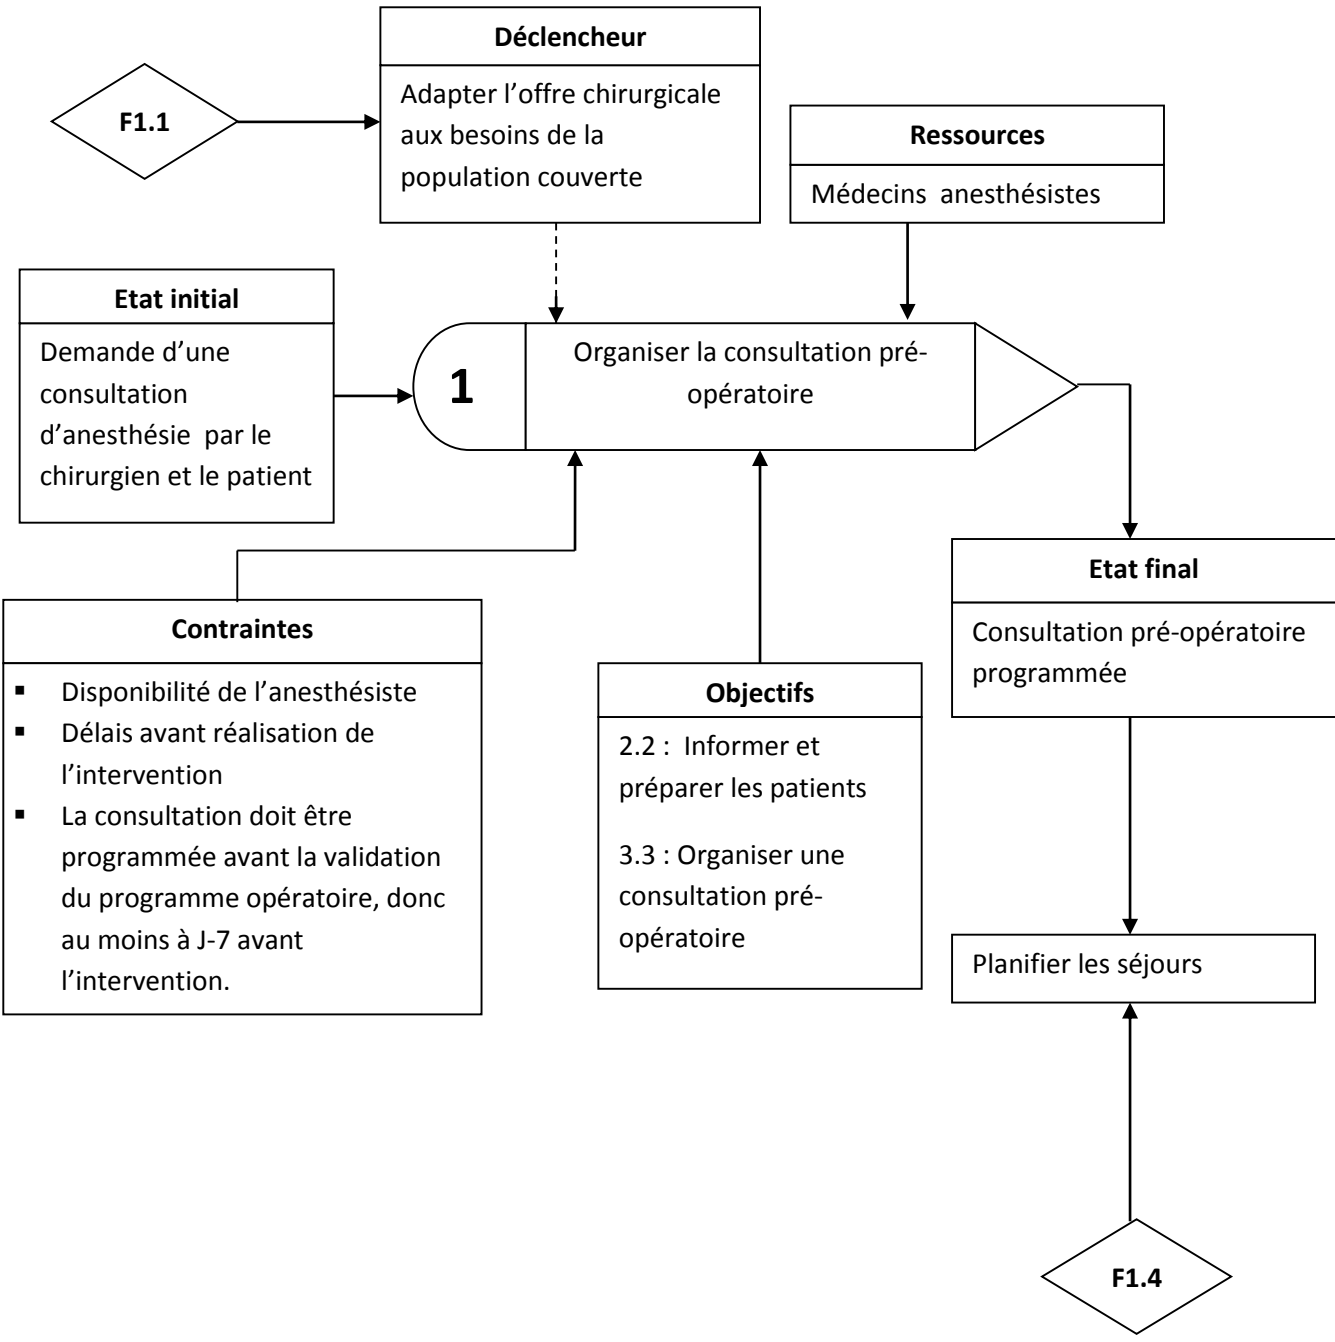 Déclencheur
F1.1
Adapter l’offre chirurgicale
aux besoins de la
population couverte
Ressources
Médecins anesthésistes
Etat initial
Demande d’une
consultation
d’anesthésie par le
chirurgien et le patient
1
Organiser la consultation pré-
opératoire
Etat final
Consultation pré-opératoire
programmée
Contraintes
▪ Disponibilité de l’anesthésiste
▪ Délais avant réalisation de
l’intervention
▪ La consultation doit être
programmée avant la validation
du programme opératoire, donc
au moins à J-7 avant
l’intervention.
Objectifs
2.2 : Informer et
préparer les patients
3.3 : Organiser une
consultation pré-
opératoire
Planifier les séjours
F1.4